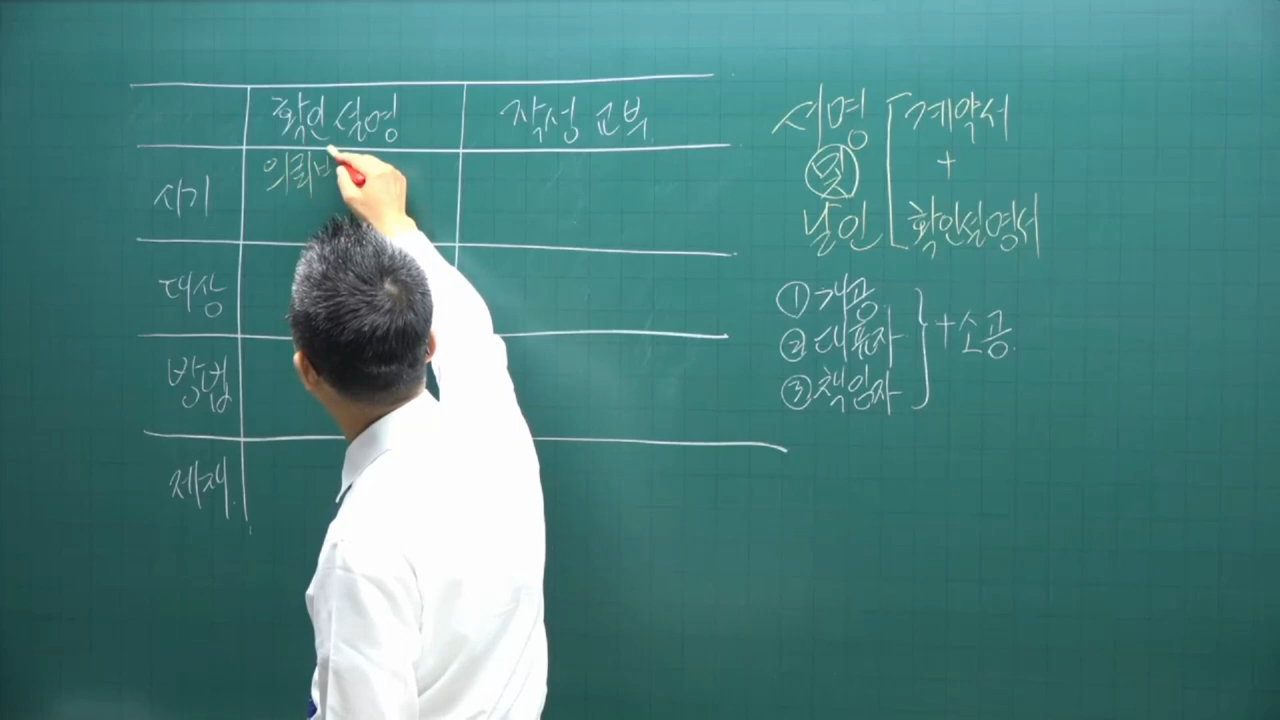 확인 설명 작성 교부
시기 의뢰
대상
방법
제재.
서명 및 날인
계약서
+
확인설명서
① 개공
② 대표자
③ 책임자
+소공.